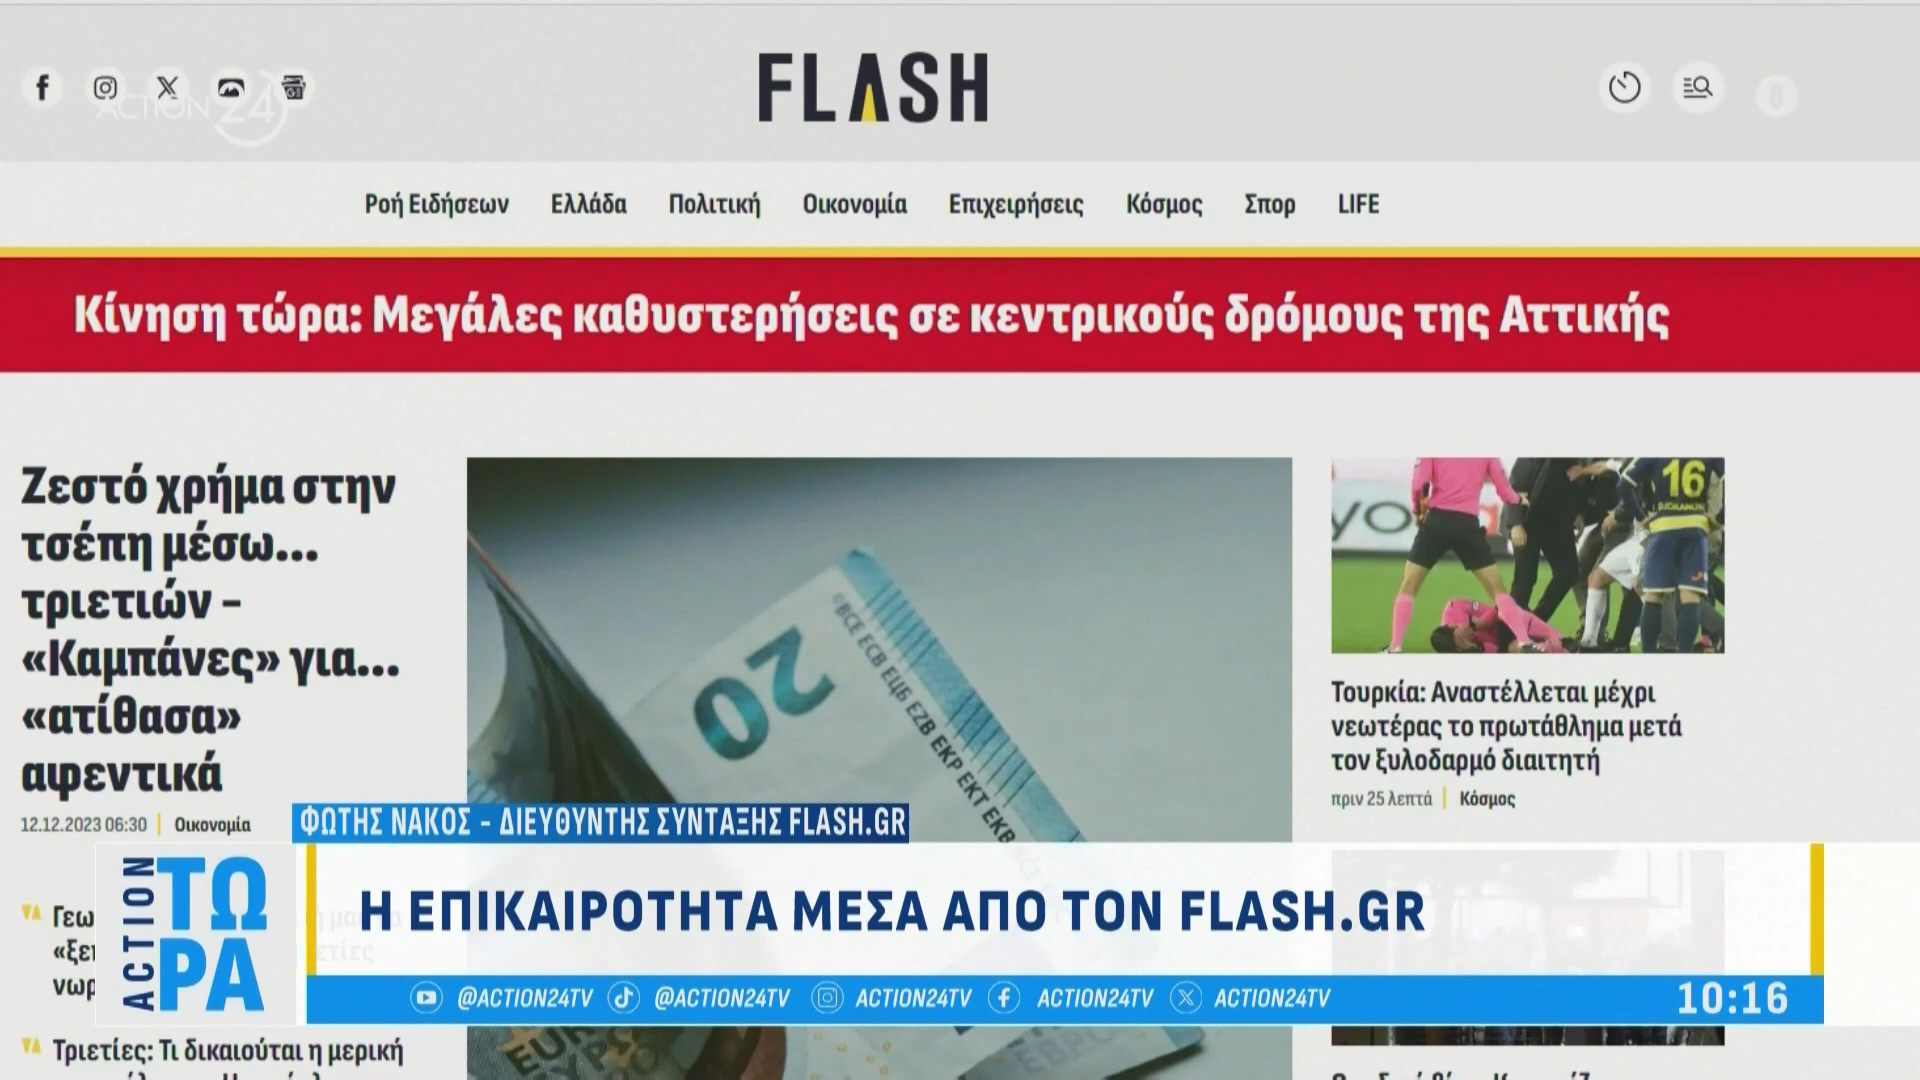 FLASH
ACTION 24
8
Ροή Ειδήσεων Ελλάδα Πολιτική Οικονομία Επιχειρήσεις Κόσμος Σπορ LIFE
Κίνηση τώρα: Μεγάλες καθυστερήσεις σε κεντρικούς δρόμους της Αττικής
Ζεστό χρήμα στην
τσέπη μέσω...
τριετιών –
«Καμπάνες» για...
«ατίθασα»
αφεντικά
12.12.2023 06:30 | Οικονομία
20
BCE ECB ЕЦБ EZB EKP EKT EKB
16
Τουρκία: Αναστέλλεται μέχρι
νεωτέρας το πρωτάθλημα μετά
τον ξυλοδαρμό διαιτητή
πριν 25 λεπτά | Κόσμος
ΦΩΤΗΣ ΝΑΚΟΣ - ΔΙΕΥΘΥΝΤΗΣ ΣΥΝΤΑΞΗΣ FLASH.GR
ACTION
ΤΩ
ΡΑ
Η ΕΠΙΚΑΙΡΟΤΗΤΑ ΜΕΣΑ ΑΠΟ ΤΟΝ FLASH.GR
@ACTION24TV @ACTION24TV ACTION24TV ACTION24TV ACTION24TV
10:16
Τριετίες: Τι δικαιούται η μερική